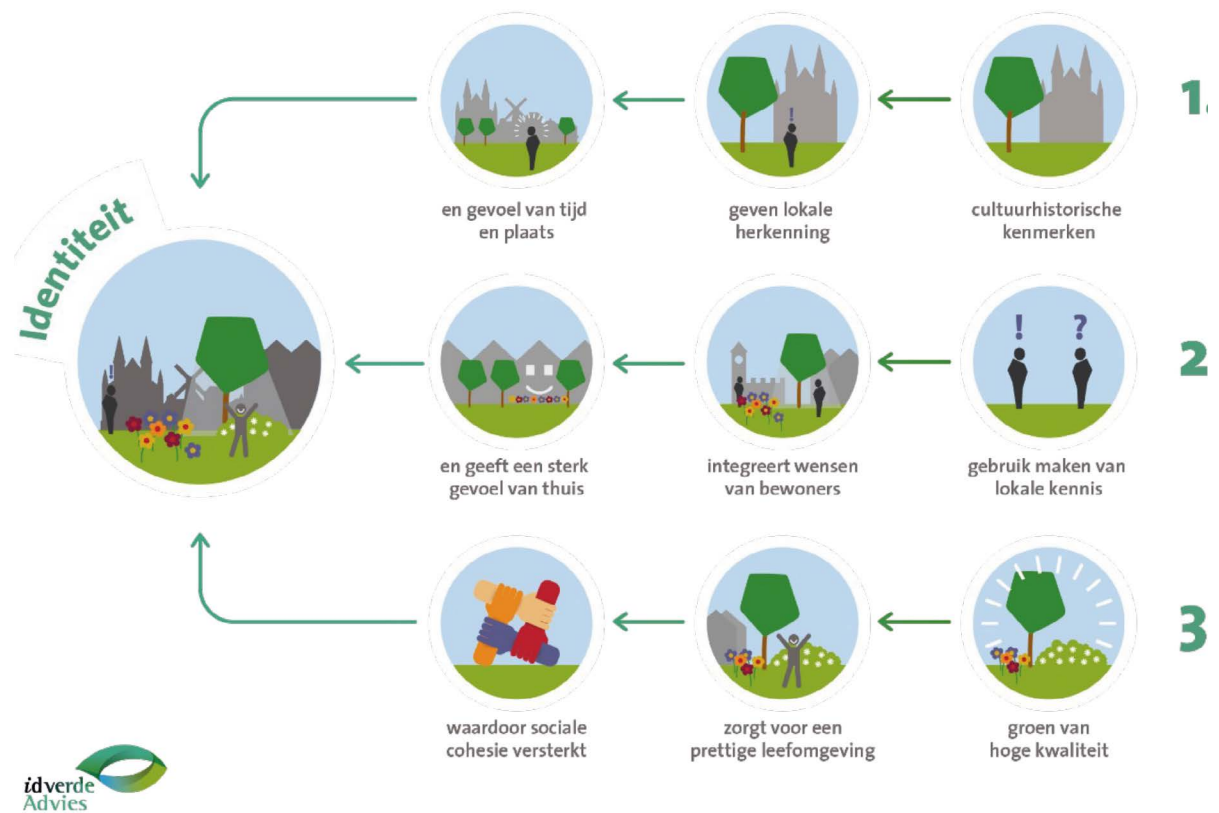 Identiteit
en gevoel van tijd
en plaats
geven lokale
herkenning
cultuurhistorische
kenmerken
1.
en geeft een sterk
gevoel van thuis
integreert wensen
van bewoners
gebruik maken van
lokale kennis
! ?
2
waardoor sociale
cohesie versterkt
zorgt voor een
prettige leefomgeving
groen van
hoge kwaliteit
3
idverde
Advies